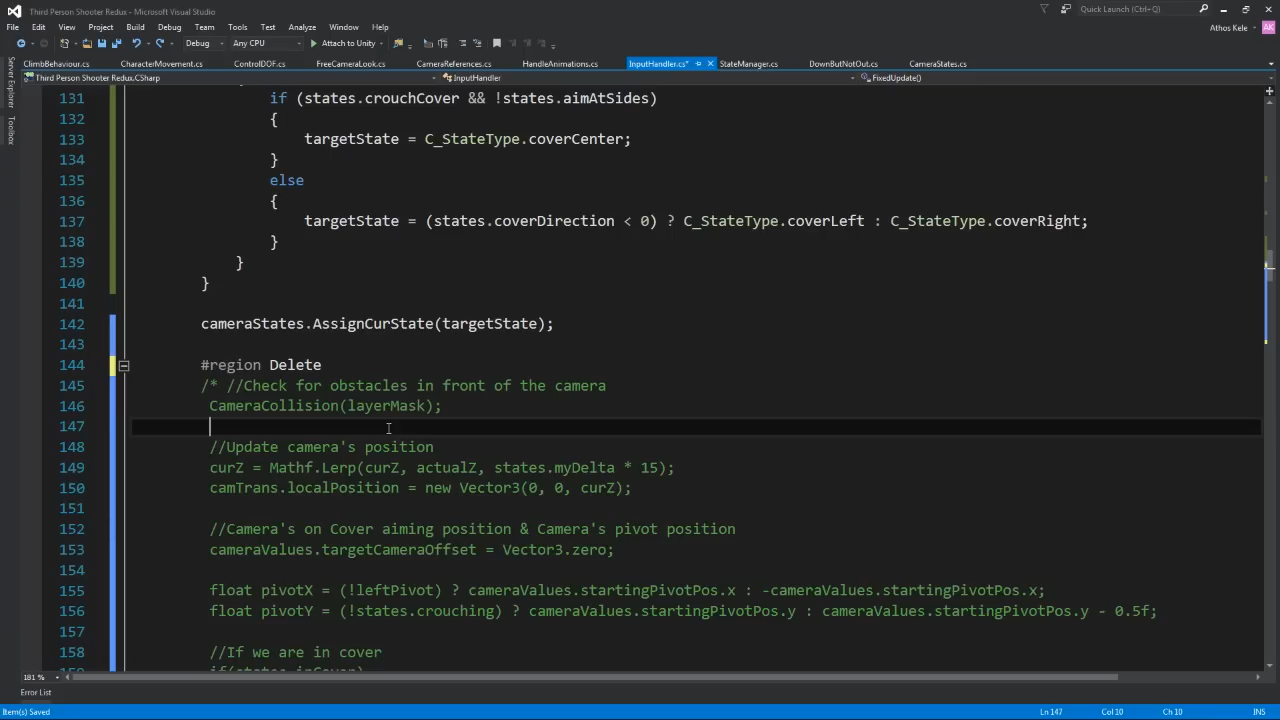 Third Person Shooter Redux - Microsoft Visual Studio
Quick Launch (Ctrl+Q)
File Edit View Project Build Debug Team Tools Test Analyze Window Help
Athos Kele
AK
Debug Any CPU Attach to Unity
ClimbBehaviour.cs CharacterMovement.cs ControlDOF.cs FreeCameraLook.cs CameraReferences.cs HandleAnimations.cs InputHandler.cs* StateManager.cs DownButNotOut.cs CameraStates.cs
Third Person Shooter Redux.CSharp InputHandler FixedUpdate()
Server Explorer
Toolbox
131 if (states.crouchCover && !states.aimAtSides)
132 {
133 targetState = C_StateType.coverCenter;
134 }
135 else
136 {
137 targetState = (states.coverDirection < 0) ? C_StateType.coverLeft : C_StateType.coverRight;
138 }
139 }
140 }
141
142 cameraStates.AssignCurState(targetState);
143
144 #region Delete
145 /* //Check for obstacles in front of the camera
146 CameraCollision(layerMask);
147
148 //Update camera's position
149 curZ = Mathf.Lerp(curZ, actualZ, states.myDelta * 15);
150 camTrans.localPosition = new Vector3(0, 0, curZ);
151
152 //Camera's on Cover aiming position & Camera's pivot position
153 cameraValues.targetCameraOffset = Vector3.zero;
154
155 float pivotX = (!leftPivot) ? cameraValues.startingPivotPos.x : -cameraValues.startingPivotPos.x;
156 float pivotY = (!states.crouching) ? cameraValues.startingPivotPos.y : cameraValues.startingPivotPos.y - 0.5f;
157
158 //If we are in cover
159 if(states.inCover)
181 %
Error List
Item(s) Saved Ln 147 Col 10 Ch 10 INS